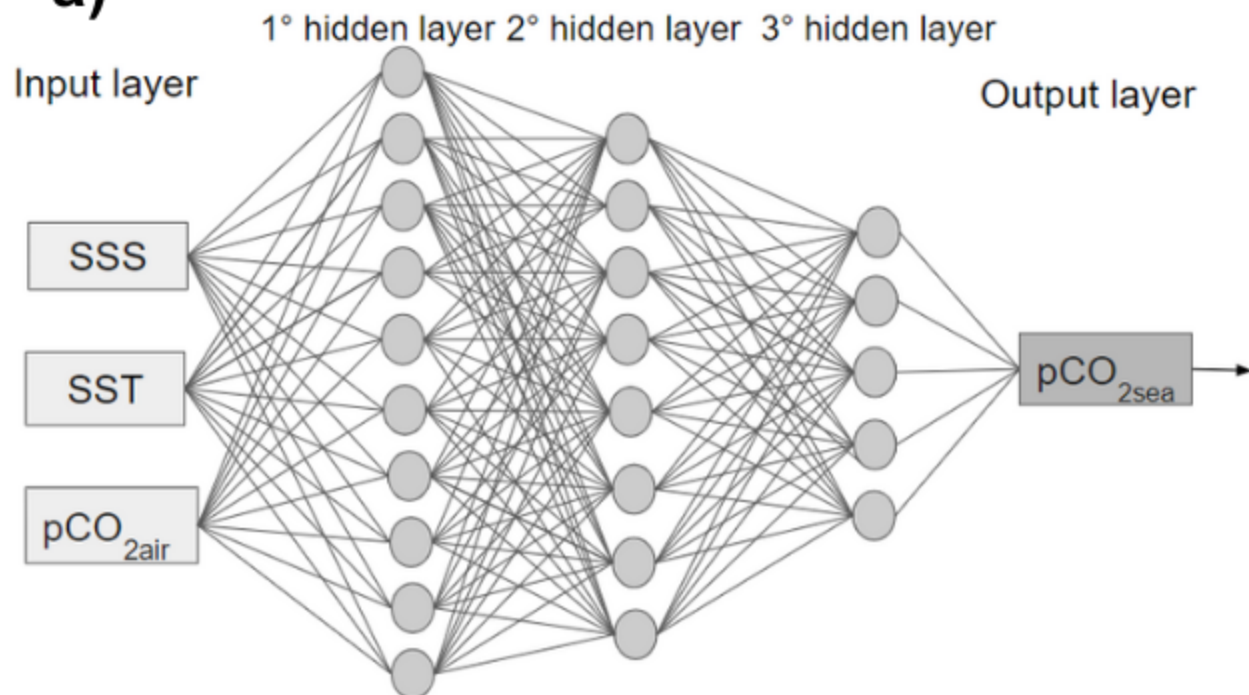 a)
1° hidden layer 2° hidden layer 3° hidden layer
Input layer
Output layer
SSS
SST
pCO2air
pCO2sea